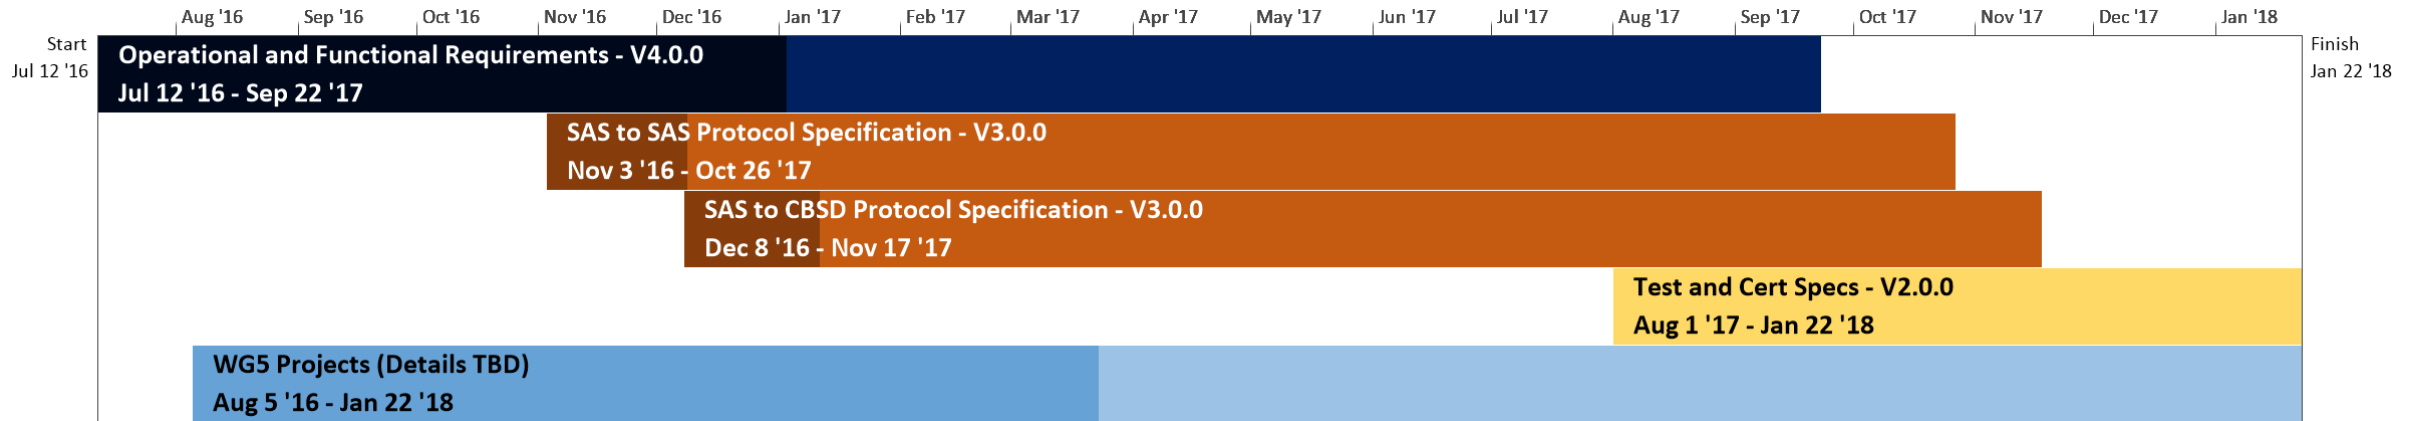 Aug '16 Sep '16 Oct '16 Nov '16 Dec '16 Jan '17 Feb '17 Mar '17 Apr '17 May '17 Jun '17 Jul '17 Aug '17 Sep '17 Oct '17 Nov '17 Dec '17 Jan '18
Start
Jul 12 '16
Operational and Functional Requirements - V4.0.0
Jul 12 '16 - Sep 22 '17
Finish
Jan 22 '18
SAS to SAS Protocol Specification - V3.0.0
Nov 3 '16 - Oct 26 '17
SAS to CBSD Protocol Specification - V3.0.0
Dec 8 '16 - Nov 17 '17
Test and Cert Specs - V2.0.0
Aug 1 '17 - Jan 22 '18
WG5 Projects (Details TBD)
Aug 5 '16 - Jan 22 '18